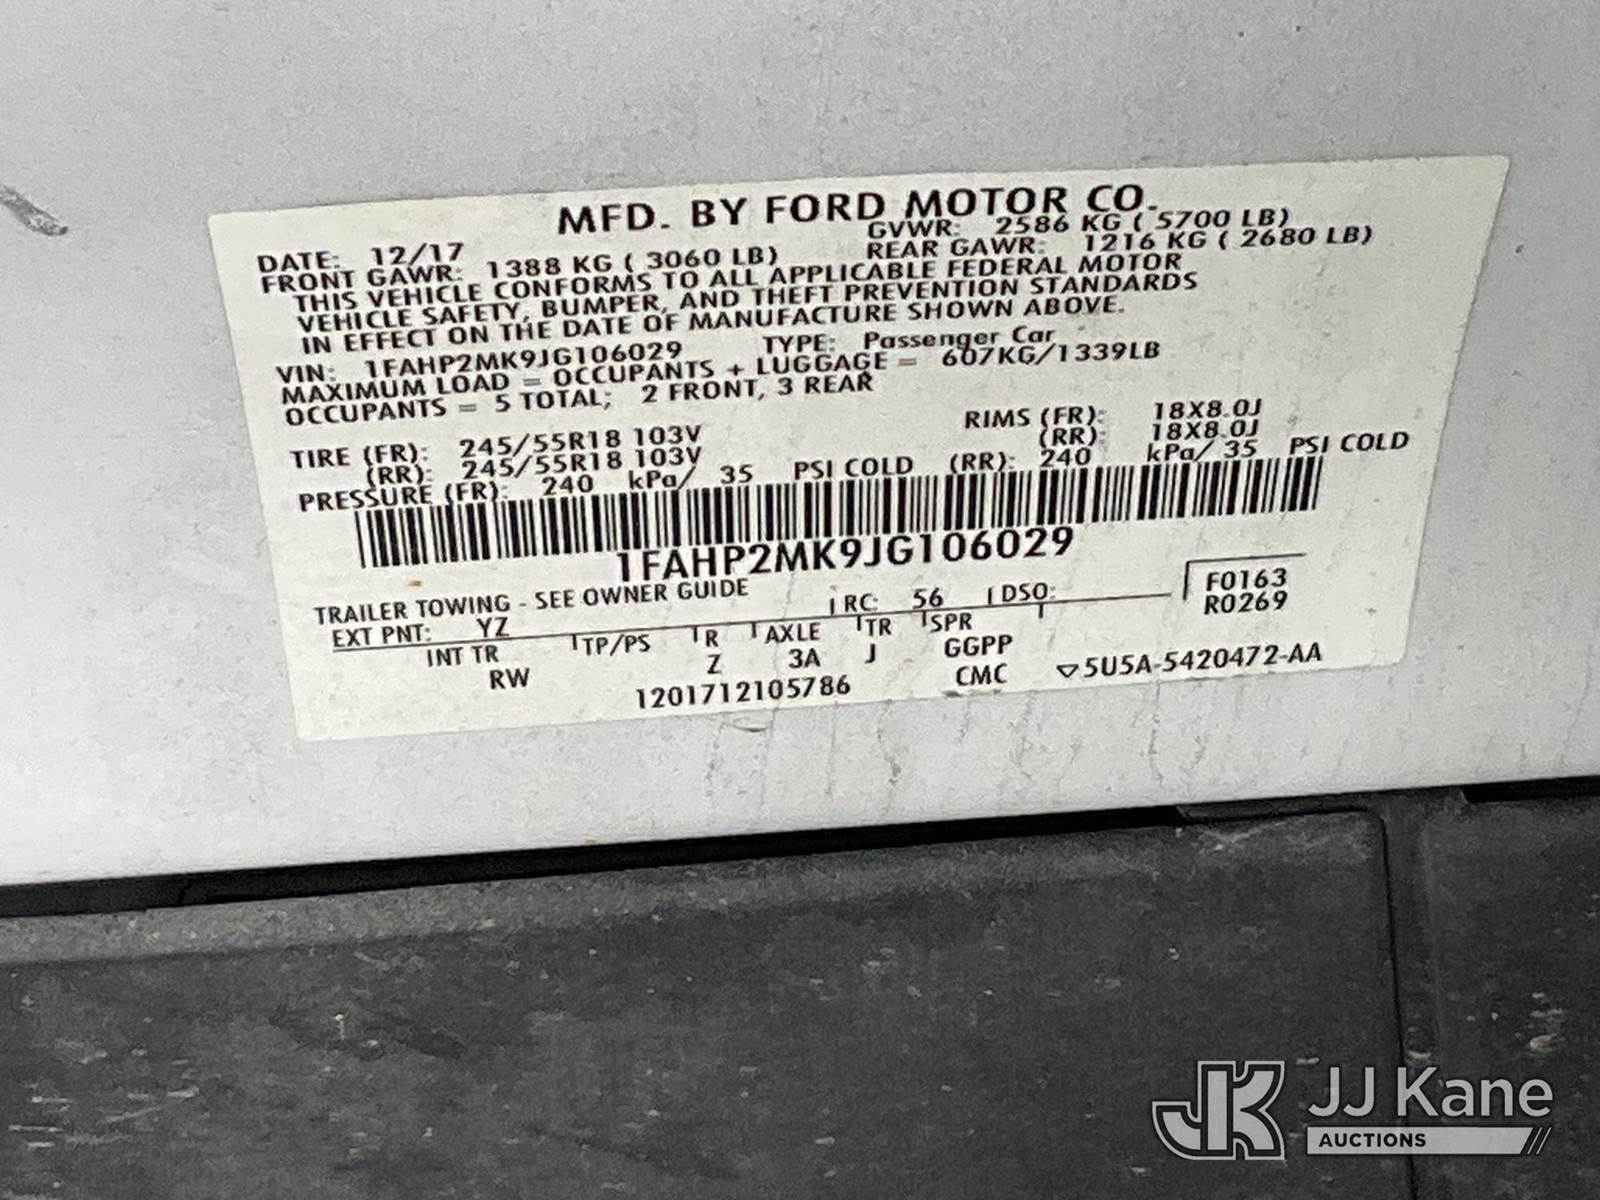 MFD. BY FORD MOTOR CO.
DATE: 12/17 GVWR: 2586 KG ( 5700 LB)
FRONT GAWR: 1388 KG ( 3060 LB) REAR GAWR: 1216 KG ( 2680 LB)
THIS VEHICLE CONFORMS TO ALL APPLICABLE FEDERAL MOTOR
VEHICLE SAFETY, BUMPER, AND THEFT PREVENTION STANDARDS
IN EFFECT ON THE DATE OF MANUFACTURE SHOWN ABOVE.
VIN: 1FAHP2MK9JG106029 TYPE: Passenger Car
MAXIMUM LOAD = OCCUPANTS + LUGGAGE = 607KG/1339LB
OCCUPANTS = 5 TOTAL; 2 FRONT, 3 REAR
TIRE (FR): 245/55R18 103V RIMS (FR): 18X8.0J
(RR): 245/55R18 103V (RR): 18X8.0J
PRESSURE (FR): 240 kPa/ 35 PSI COLD (RR): 240 kPa/ 35 PSI COLD
1FAHP2MK9JG106029
TRAILER TOWING - SEE OWNER GUIDE
EXT PNT: YZ RC: 56 DSO: F0163
R0269
INT TR TP/PS R AXLE TR SPR
RW Z 3A J GGPP
1201712105786 CMC ▽5U5A-5420472-AA
JK JJ Kane
AUCTIONS